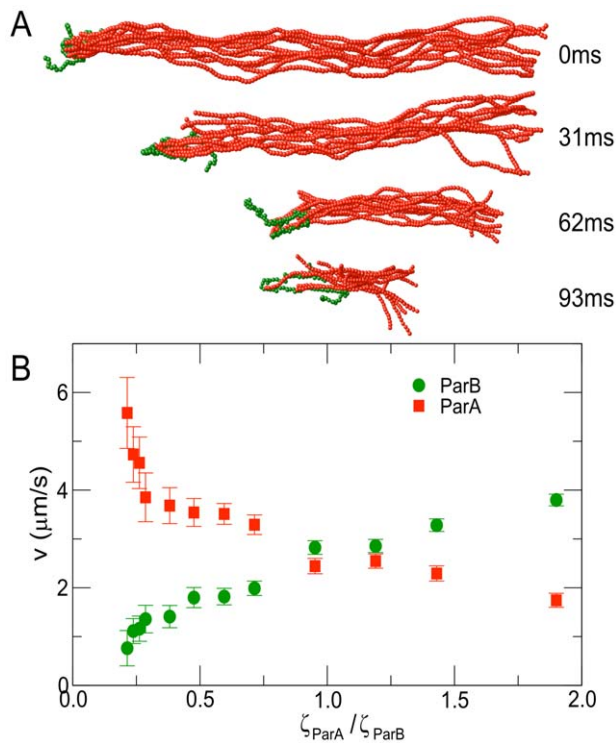 A
0ms
31ms
62ms
93ms
B
6
4
2
0
v (μm/s)
ParB
ParA
0.0 0.5 1.0 1.5 2.0
ζParA / ζParB